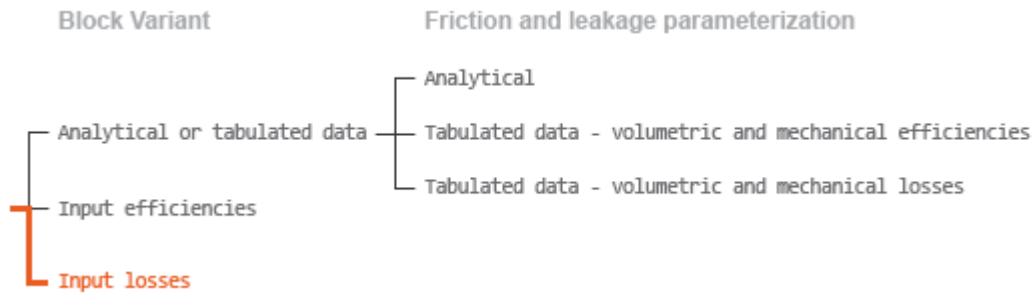 Block Variant Friction and leakage parameterization
Analytical
Analytical or tabulated data Tabulated data - volumetric and mechanical efficiencies
Tabulated data - volumetric and mechanical losses
Input efficiencies
Input losses